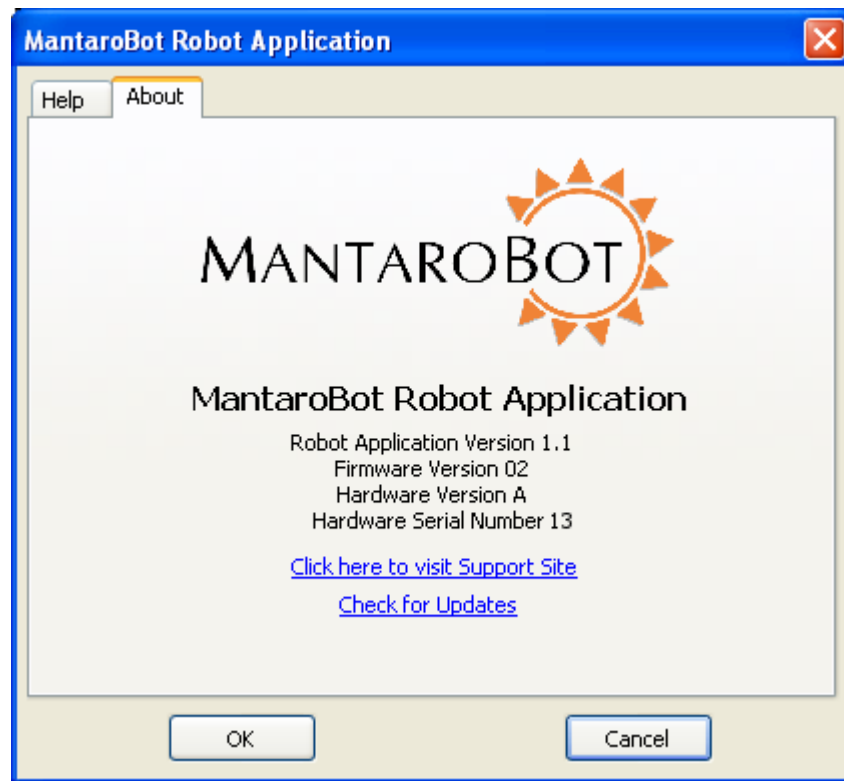 MantaroBot Robot Application
Help
About
MANTAROBOT
MantaroBot Robot Application
Robot Application Version 1.1
Firmware Version 02
Hardware Version A
Hardware Serial Number 13
Click here to visit Support Site
Check for Updates
OK
Cancel